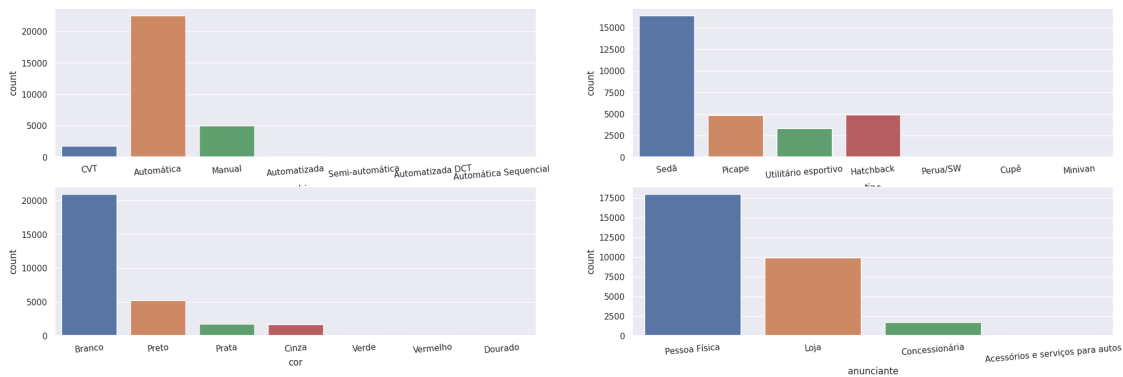 20000
15000
10000
5000
0
count
CVT
Automática
Manual
Automatizada
Semi-automática
Automatizada DCT
Automática Sequencial
15000
12500
10000
7500
5000
2500
0
count
Sedã
Picape
Utilitário esportivo
Hatchback
Perua/SW
Cupê
Minivan
20000
15000
10000
5000
0
count
Branco
Preto
Prata
Cinza
Verde
Vermelho
Dourado
cor
17500
15000
12500
10000
7500
5000
2500
0
count
Pessoa Física
Loja
Concessionária
Acessórios e serviços para autos
anunciante